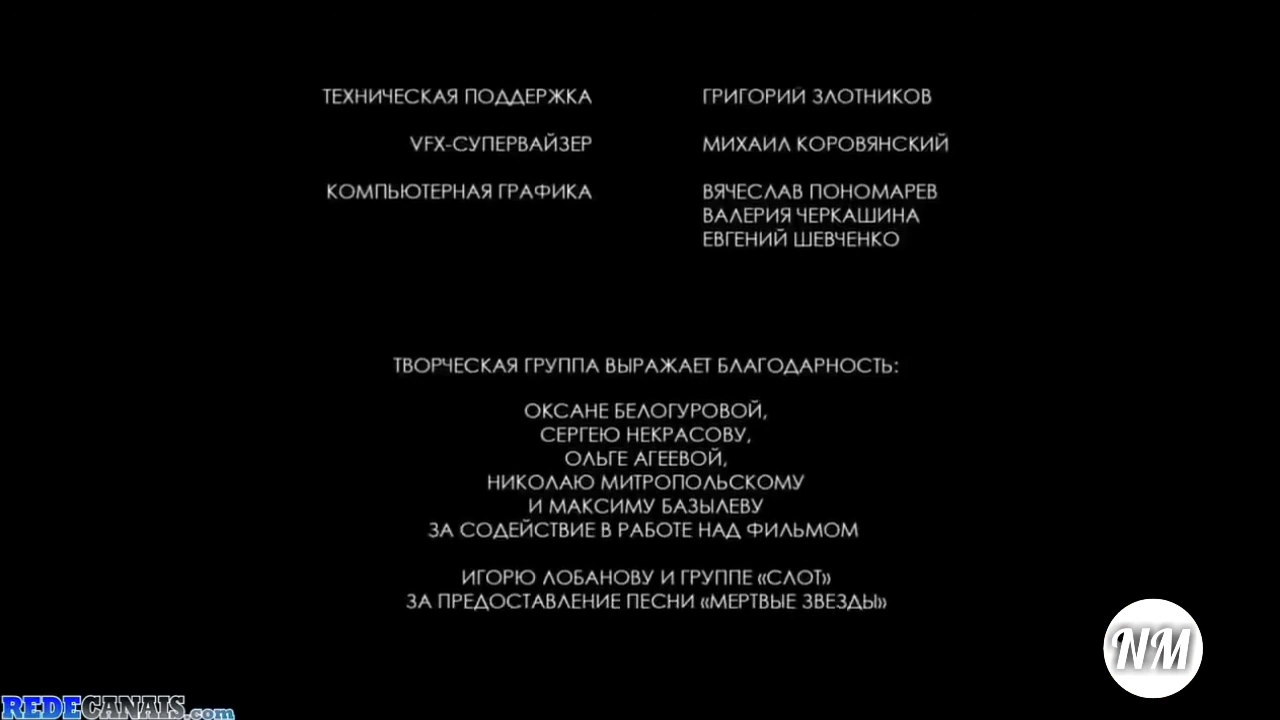 ТЕХНИЧЕСКАЯ ПОДДЕРЖКА ГРИГОРИЙ ЗЛОТНИКОВ
VFX-СУПЕРВАЙЗЕР МИХАИЛ КОРОВЯНСКИЙ
КОМПЬЮТЕРНАЯ ГРАФИКА ВЯЧЕСЛАВ ПОНОМАРЕВ
ВАЛЕРИЯ ЧЕРКАШИНА
ЕВГЕНИЙ ШЕВЧЕНКО
ТВОРЧЕСКАЯ ГРУППА ВЫРАЖАЕТ БЛАГОДАРНОСТЬ:
ОКСАНЕ БЕЛОГУРОВОЙ,
СЕРГЕЮ НЕКРАСОВУ,
ОЛЬГЕ АГЕЕВОЙ,
НИКОЛАЮ МИТРОПОЛЬСКОМУ
И МАКСИМУ БАЗЫЛЕВУ
ЗА СОДЕЙСТВИЕ В РАБОТЕ НАД ФИЛЬМОМ
ИГОРЮ ЛОБАНОВУ И ГРУППЕ «СЛОТ»
ЗА ПРЕДОСТАВЛЕНИЕ ПЕСНИ «МЕРТВЫЕ ЗВЕЗДЫ»
NM
REDECANAIS.com